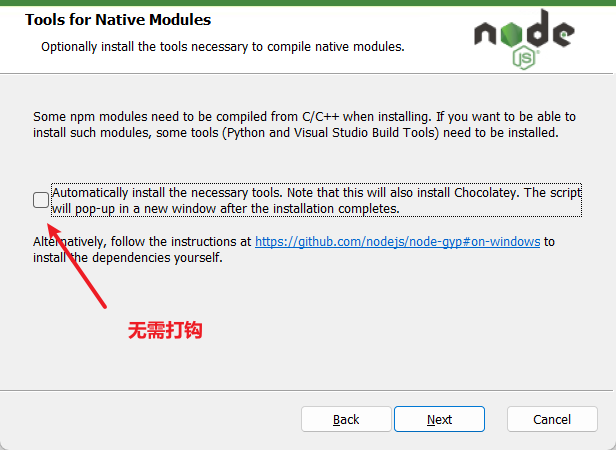 Tools for Native Modules
Optionally install the tools necessary to compile native modules.
node
JS
Some npm modules need to be compiled from C/C++ when installing. If you want to be able to
install such modules, some tools (Python and Visual Studio Build Tools) need to be installed.
Automatically install the necessary tools. Note that this will also install Chocolatey. The script
will pop-up in a new window after the installation completes.
Alternatively, follow the instructions at https://github.com/nodejs/node-gyp#on-windows to
install the dependencies yourself.
无需打钩
Back
Next
Cancel